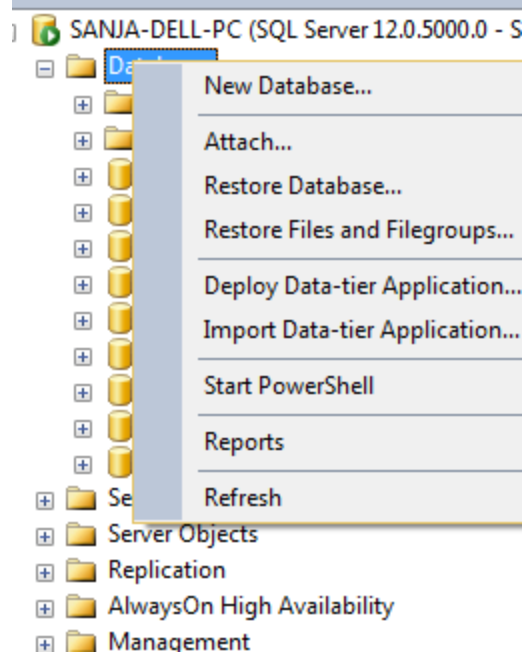 SANJA-DELL-PC (SQL Server 12.0.5000.0 - S
New Database...
Attach...
Restore Database...
Restore Files and Filegroups...
Deploy Data-tier Application...
Import Data-tier Application...
Start PowerShell
Reports
Refresh
Se
Server Objects
Replication
AlwaysOn High Availability
Management